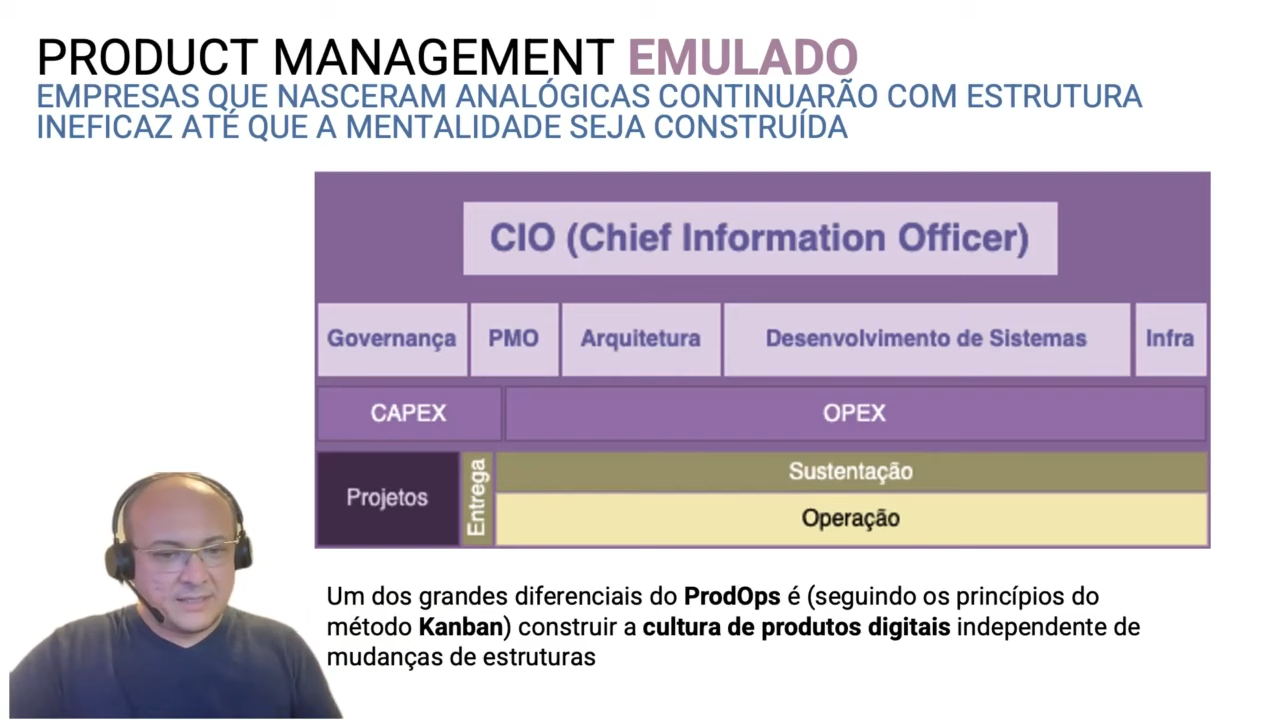 PRODUCT MANAGEMENT EMULADO
EMPRESAS QUE NASCERAM ANALÓGICAS CONTINUARÃO COM ESTRUTURA
INEFICAZ ATÉ QUE A MENTALIDADE SEJA CONSTRUÍDA
CIO (Chief Information Officer)
Governança PMO Arquitetura Desenvolvimento de Sistemas Infra
CAPEX OPEX
Projetos Entrega Sustentação
Operação
Um dos grandes diferenciais do ProdOps é (seguindo os princípios do
método Kanban) construir a cultura de produtos digitais independente de
mudanças de estruturas